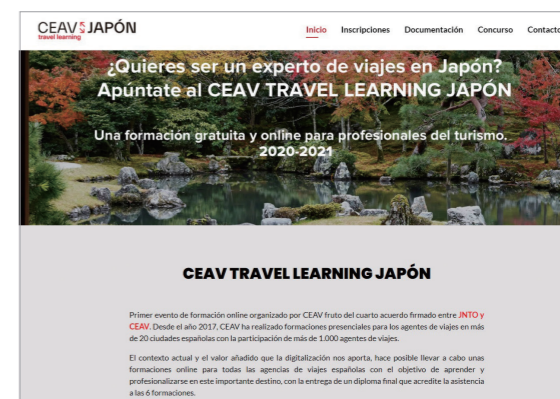 CEAV JAPÓN
travel learning
Inicio Inscripciones Documentación Concurso Contacto
¿Quieres ser un experto de viajes en Japón?
Apúntate al CEAV TRAVEL LEARNING JAPÓN
Una formación gratuita y online para profesionales del turismo.
2020-2021
CEAV TRAVEL LEARNING JAPÓN
Primer evento de formación online organizado por CEAV fruto del cuarto acuerdo firmado entre JNTO y
CEAV. Desde el año 2017, CEAV ha realizado formaciones presenciales para los agentes de viajes en más
de 20 ciudades españolas con la participación de más de 1.000 agentes de viajes.
El contexto actual y el valor añadido que la digitalización nos aporta, hace posible llevar a cabo unas
formaciones online para todas las agencias de viajes españolas con el objetivo de aprender y
profesionalizarse en este importante destino, con la entrega de un diploma final que acredite la asistencia
a las 6 formaciones.